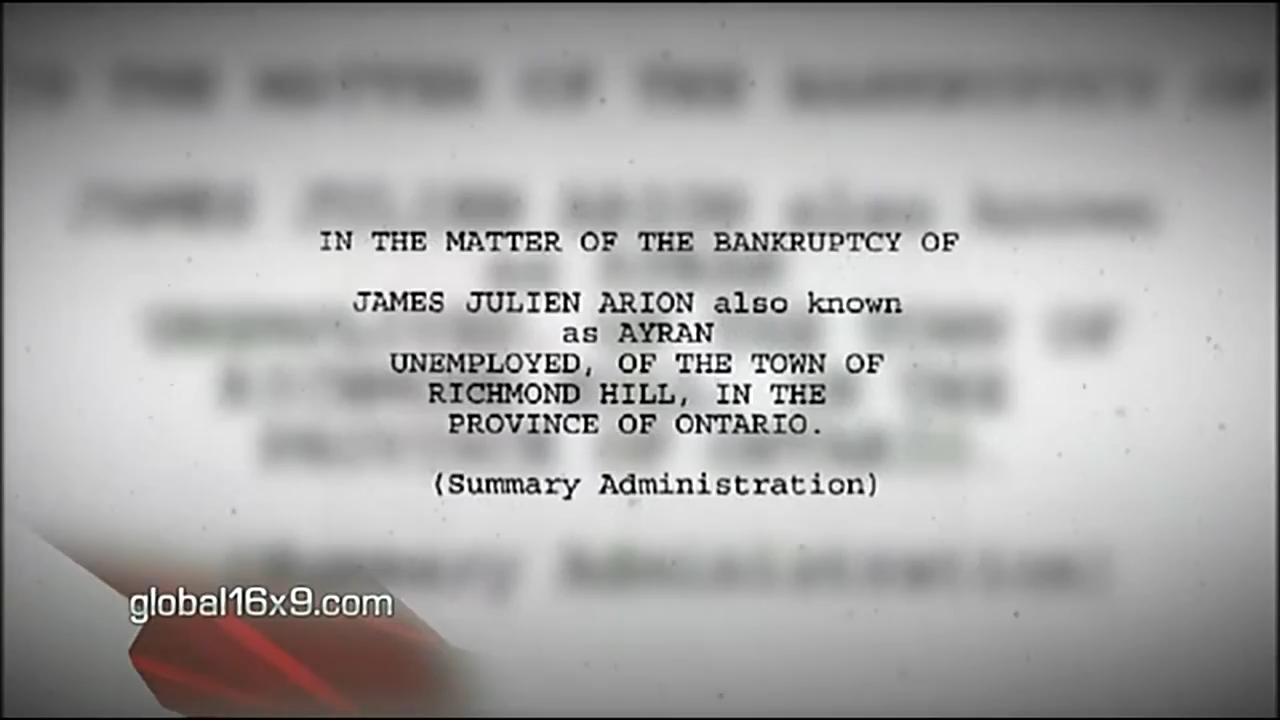 IN THE MATTER OF THE BANKRUPTCY OF
JAMES JULIEN ARION also known
as AYRAN
UNEMPLOYED, OF THE TOWN OF
RICHMOND HILL, IN THE
PROVINCE OF ONTARIO.
(Summary Administration)
global16x9.com